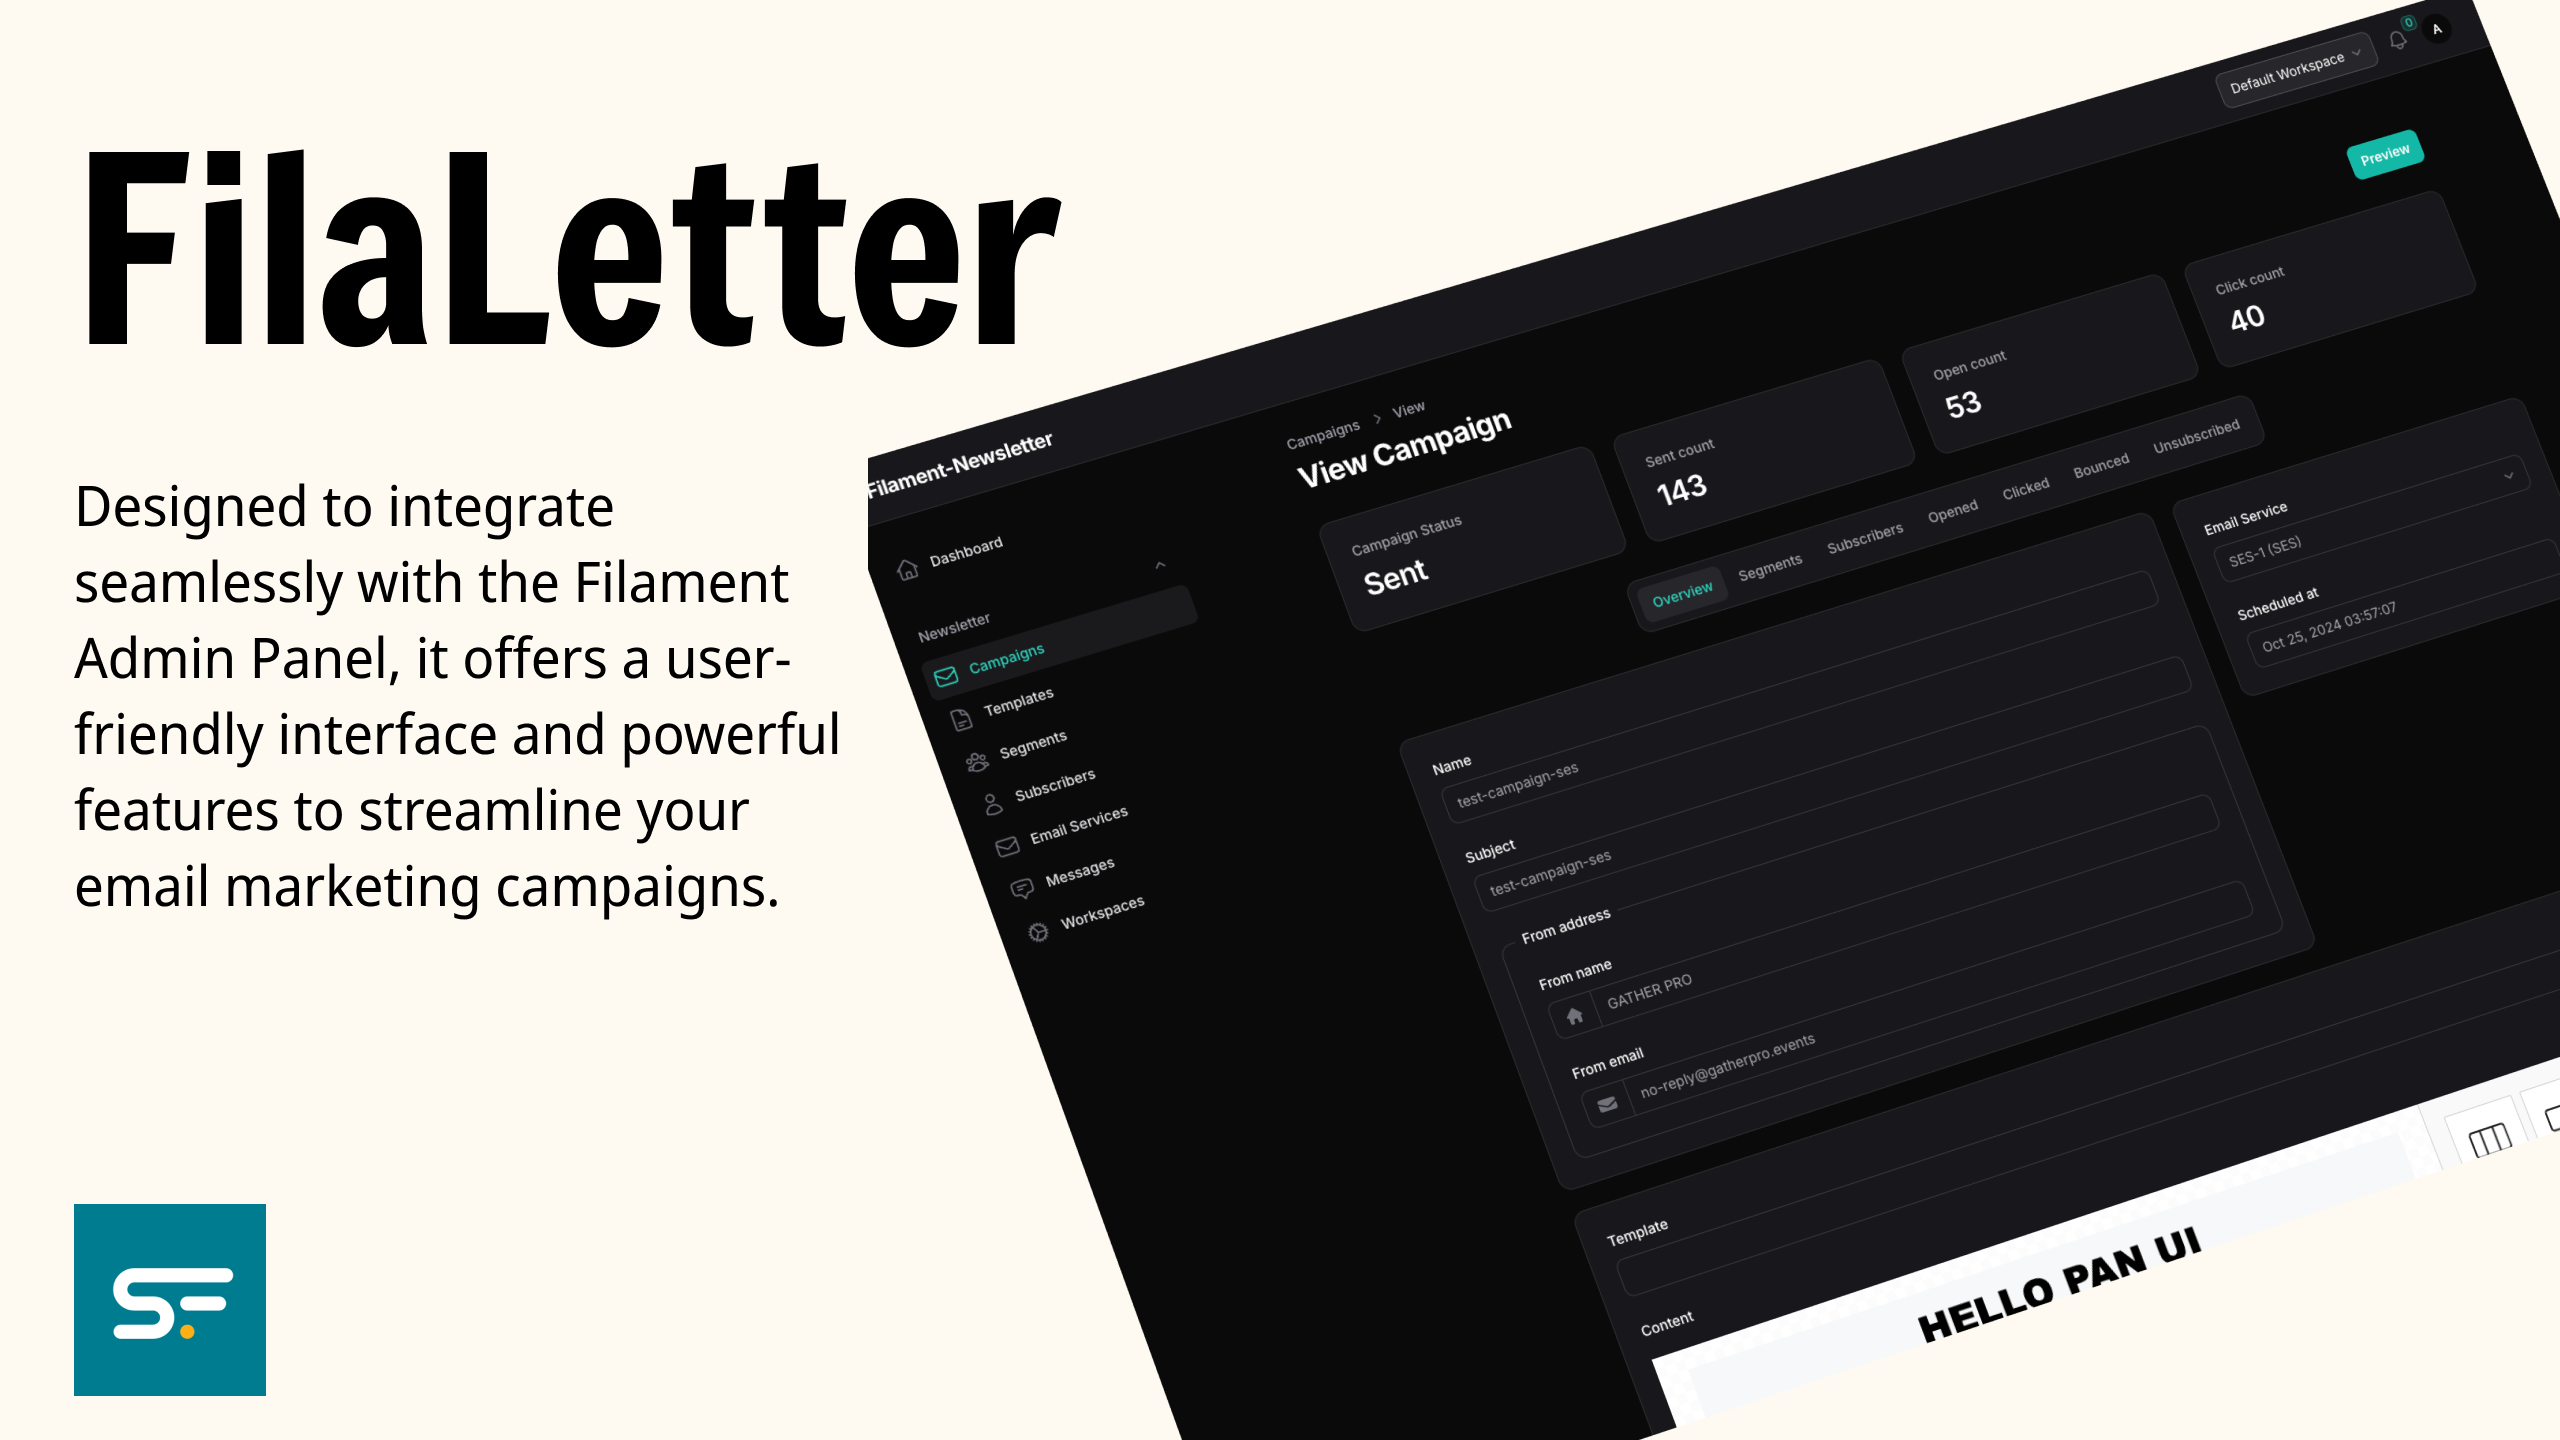 FilaLetter
Designed to integrate
seamlessly with the Filament
Admin Panel, it offers a user-
friendly interface and powerful
features to streamline your
email marketing campaigns.
SF.
Filament-Newsletter
Default Workspace
0
A
Dashboard
Newsletter
Campaigns
Templates
Segments
Subscribers
Email Services
Messages
Workspaces
Campaigns > View
View Campaign
Preview
Campaign Status
Sent
Sent count
143
Open count
53
Click count
40
Overview Segments Subscribers Opened Clicked Bounced Unsubscribed
Name
test-campaign-ses
Subject
test-campaign-ses
From address
From name
GATHER PRO
From email
no-reply@gatherpro.events
Email Service
SES-1 (SES)
Scheduled at
Oct 25, 2024 03:57:07
Template
Content
HELLO PAN UI